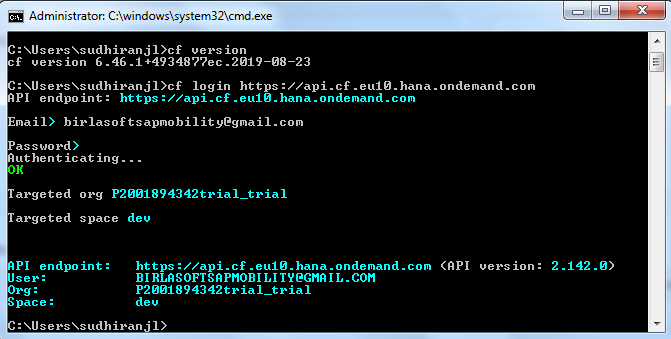 Administrator: C:\windows\system32\cmd.exe
C:\Users\sudhiranjl>cf version
cf version 6.46.1+4934877ec.2019-08-23
C:\Users\sudhiranjl>cf login https://api.cf.eu10.hana.ondemand.com
API endpoint: https://api.cf.eu10.hana.ondemand.com
Email> birlasoftsapmobility@gmail.com
Password>
Authenticating...
OK
Targeted org P2001894342trial_trial
Targeted space dev
API endpoint:   https://api.cf.eu10.hana.ondemand.com (API version: 2.142.0)
User:           BIRLASOFTSAPMOBILITY@GMAIL.COM
Org:            P2001894342trial_trial
Space:          dev
C:\Users\sudhiranjl>